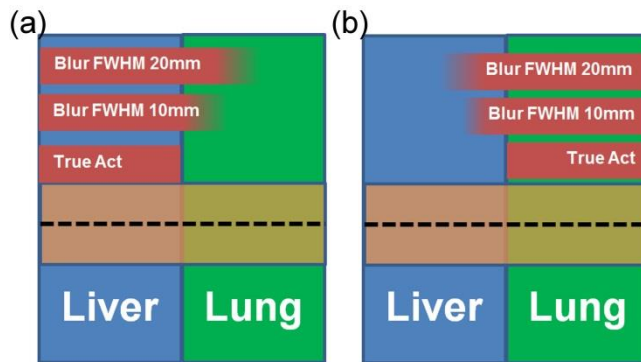 (a)
Blur FWHM 20mm
Blur FWHM 10mm
True Act
Liver Lung
(b)
Blur FWHM 20mm
Blur FWHM 10mm
True Act
Liver Lung